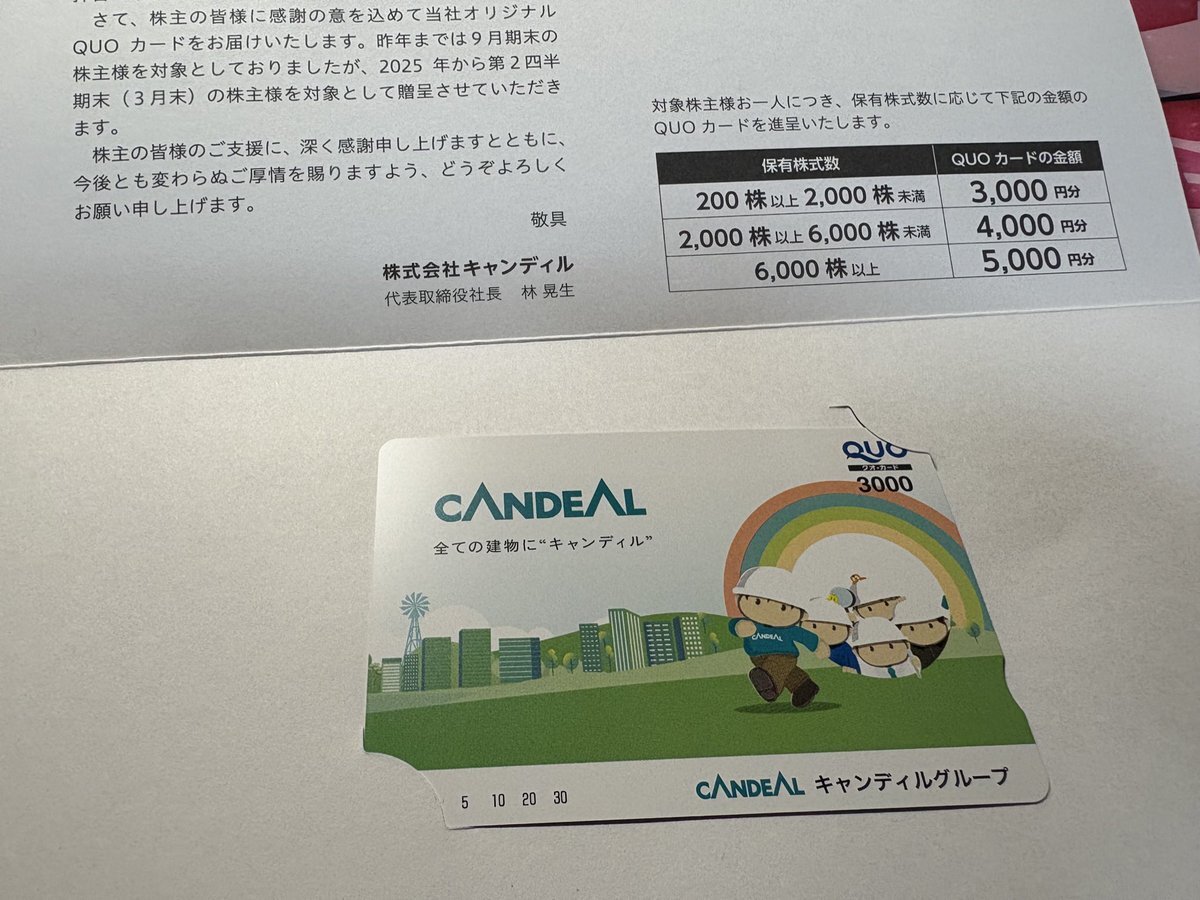 さて、株主の皆様に感謝の意を込めて当社オリジナル
QUO カードをお届けいたします。昨年までは９月期末の
株主様を対象としておりましたが、2025 年から第２四半
期末（３月末）の株主様を対象として贈呈させていただき
ます。
株主の皆様のご支援に、深く感謝申し上げますとともに、
今後とも変わらぬご厚情を賜りますよう、どうぞよろしく
お願い申し上げます。
敬具
株式会社キャンディル
代表取締役社長 林 晃生
対象株主様お一人につき、保有株式数に応じて下記の金額の
QUO カードを進呈いたします。
保有株式数 QUO カードの金額
200 株以上 2,000 株未満 3,000 円分
2,000 株以上 6,000 株未満 4,000 円分
6,000 株以上 5,000 円分
QUO
クオ・カード
3000
CANDEAL
全ての建物に“キャンディル”
CANDEAL
5 10 20 30
CANDEAL キャンディルグループ